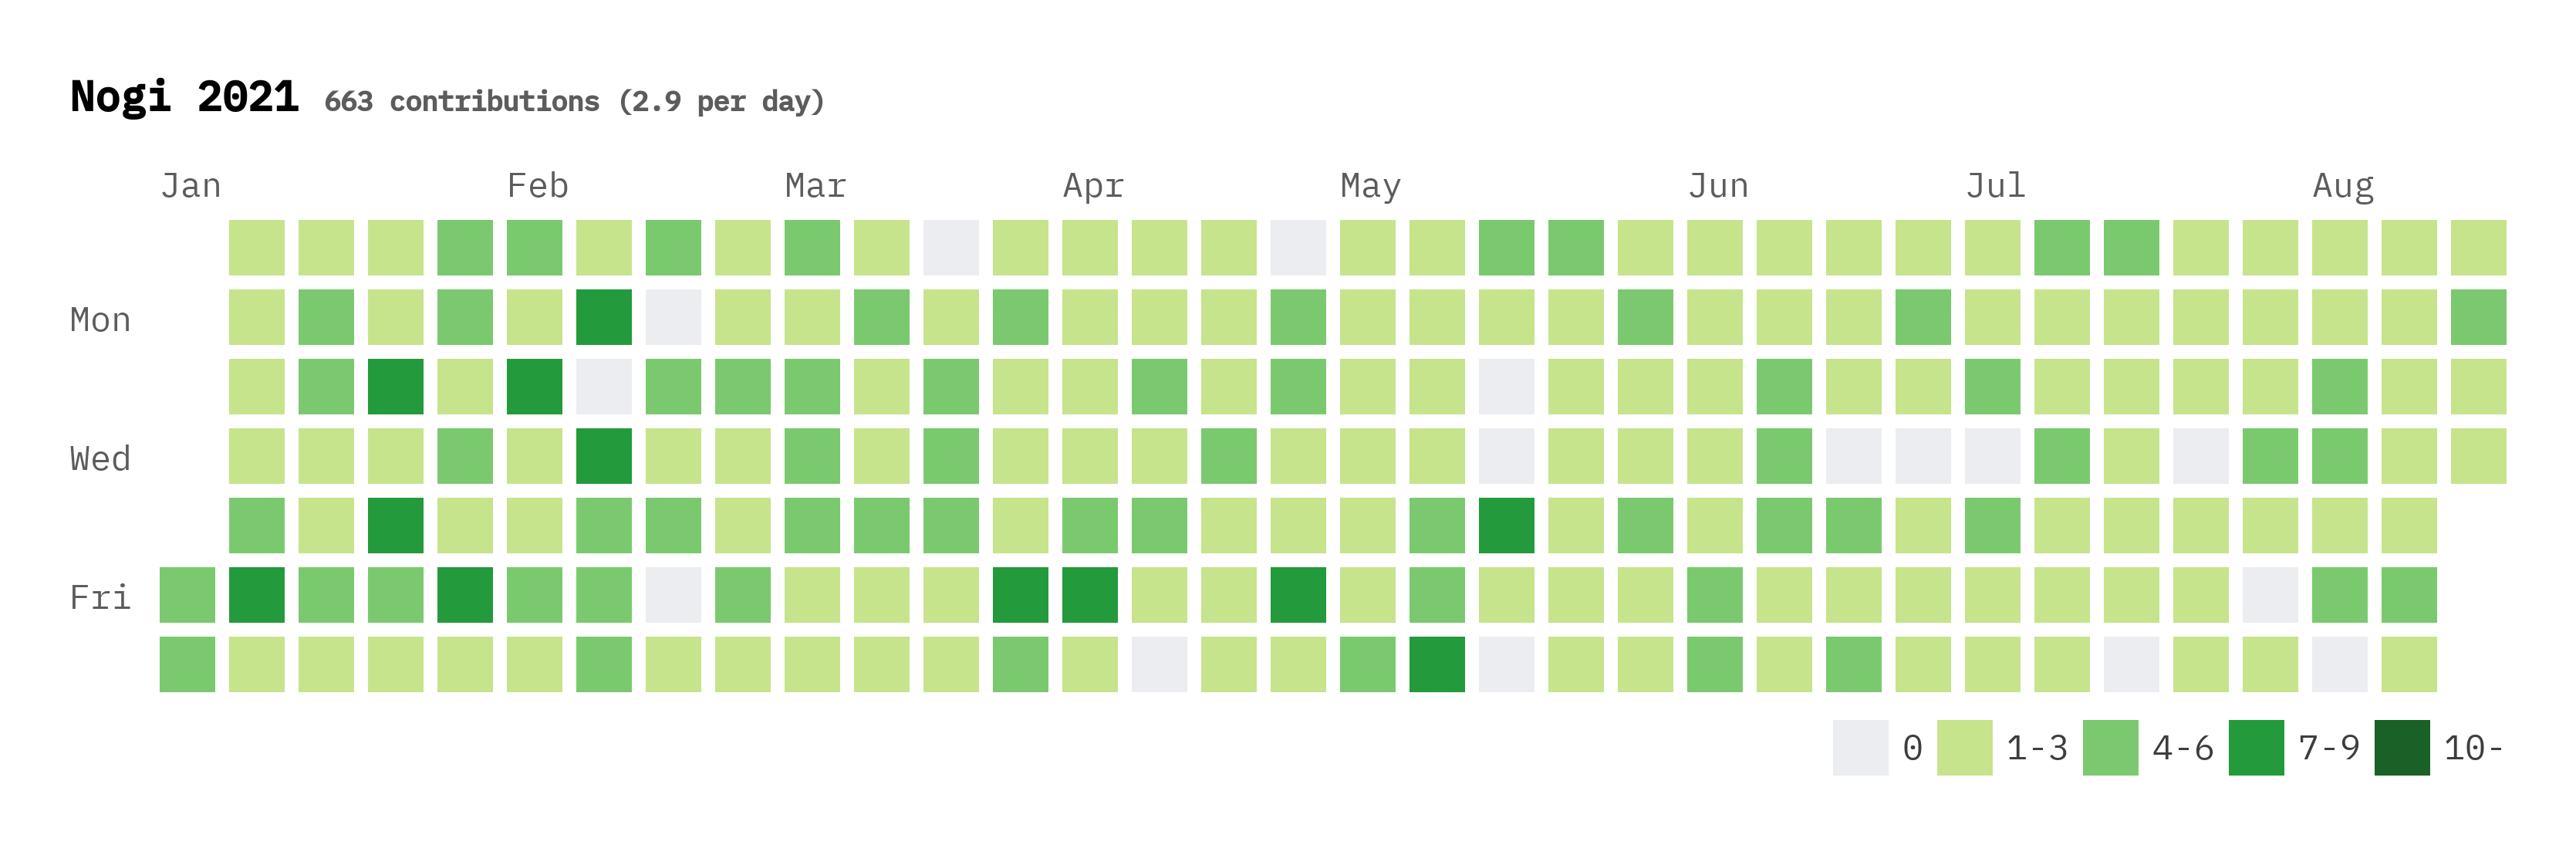 Nogi 2021 663 contributions (2.9 per day)
Jan Feb Mar Apr May Jun Jul Aug
Mon
Wed
Fri
0 1-3 4-6 7-9 10-